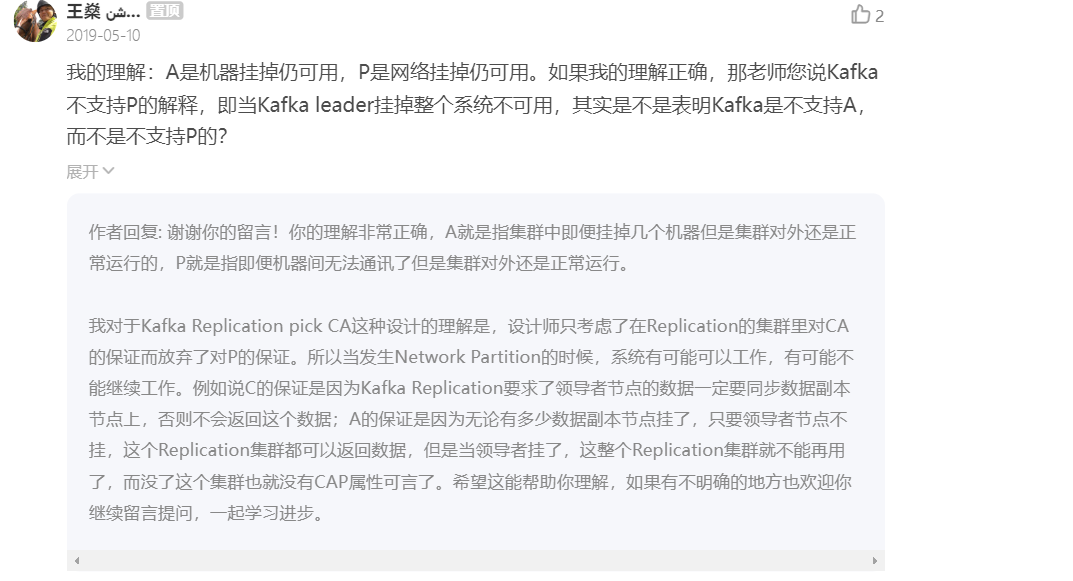 王燊 شن... 置顶
2
2019-05-10
我的理解：A是机器挂掉仍可用，P是网络挂掉仍可用。如果我的理解正确，那老师您说Kafka
不支持P的解释，即当Kafka leader挂掉整个系统不可用，其实是不是表明Kafka是不支持A，
而不是不支持P的？
展开
作者回复: 谢谢你的留言！你的理解非常正确，A就是指集群中即便挂掉几个机器但是集群对外还是正
常运行的，P就是指即便机器间无法通讯了但是集群对外还是正常运行。
我对于Kafka Replication pick CA这种设计的理解是，设计师只考虑了在Replication的集群里对CA
的保证而放弃了对P的保证。所以当发生Network Partition的时候，系统有可能可以工作，有可能不
能继续工作。例如说C的保证是因为Kafka Replication要求了领导者节点的数据一定要同步数据副本
节点上，否则不会返回这个数据；A的保证是因为无论有多少数据副本节点挂了，只要领导者节点不
挂，这个Replication集群都可以返回数据，但是当领导者挂了，这整个Replication集群就不能再用
了，而没了这个集群也就没有CAP属性可言了。希望这能帮助你理解，如果有不明确的地方也欢迎你
继续留言提问，一起学习进步。